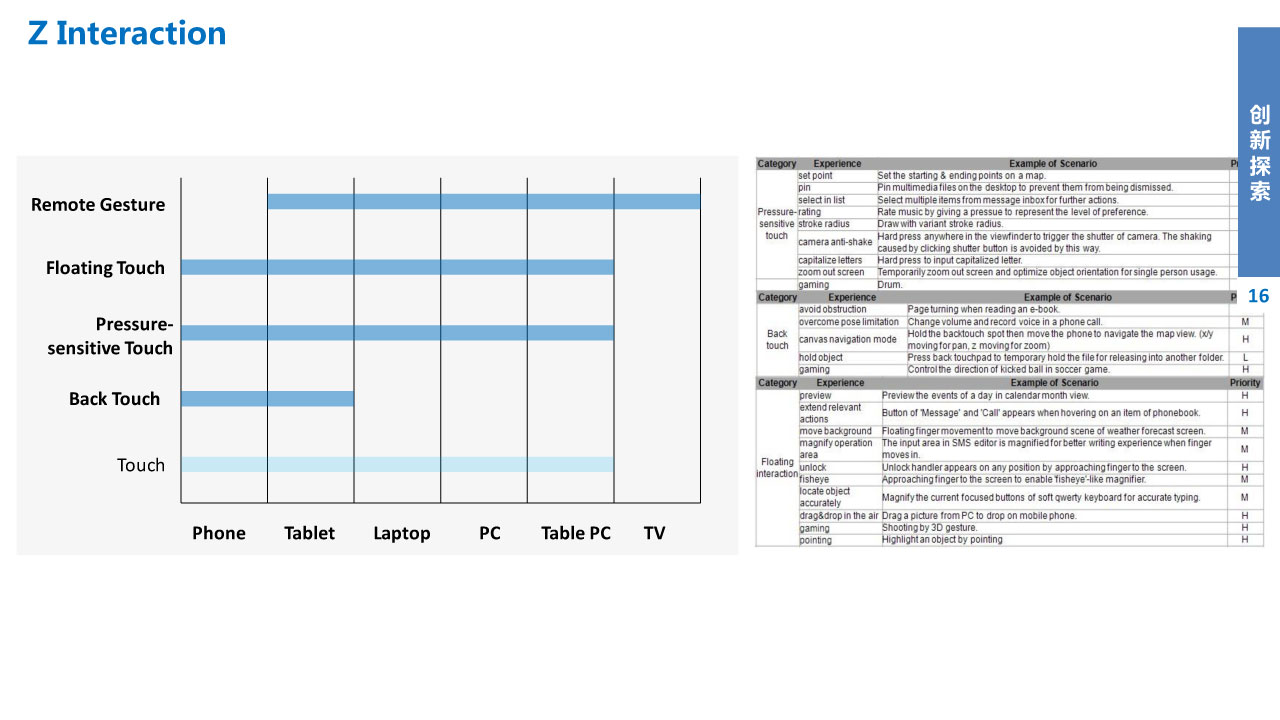 Z Interaction
创新探索
16
Remote Gesture
Floating Touch
Pressure-
sensitive Touch
Back Touch
Touch
Phone Tablet Laptop PC Table PC TV
Category Experience Example of Scenario
Pressure-
sensitive
touch
set point Set the starting & ending points on a map.
pin Pin multimedia files on the desktop to prevent them from being dismissed.
select in list Select multiple items from message inbox for further actions.
rating Rate music by giving a pressue to represent the level of preference.
stroke radius Draw with variant stroke radius.
camera anti-shake Hard press anywhere in the viewfinder to trigger the shutter of camera. The shaking
caused by clicking shutter button is avoided by this way.
capitalize letters Hard press to input capitalized letter.
zoom out screen Temporarily zoom out screen and optimize object orientation for single person usage.
gaming Drum.
Category Experience Example of Scenario
Back
touch
avoid obstruction Page turning when reading an e-book.
overcome pose limitation Change volume and record voice in a phone call. M
canvas navigation mode Hold the backtouch spot then move the phone to navigate the map view. (x/y
moving for pan, z moving for zoom) H
hold object Press back touchpad to temporary hold the file for releasing into another folder. L
gaming Control the direction of kicked ball in soccer game. H
Category Experience Example of Scenario Priority
Floating
interaction
preview Preview the events of a day in calendar month view. H
extend relevant
actions Button of 'Message' and 'Call' appears when hovering on an item of phonebook. H
move background Floating finger movement to move background scene of weather forecast screen. M
magnify operation
area The input area in SMS editor is magnified for better writing experience when finger
moves in. M
unlock Unlock handler appears on any position by approaching finger to the screen. H
fisheye Approaching finger to the screen to enable 'fisheye'-like magnifier. M
locate object
accurately Magnify the current focused buttons of soft qwerty keyboard for accurate typing. M
drag&drop in the air Drag a picture from PC to drop on mobile phone. H
gaming Shooting by 3D gesture. H
pointing Highlight an object by pointing H